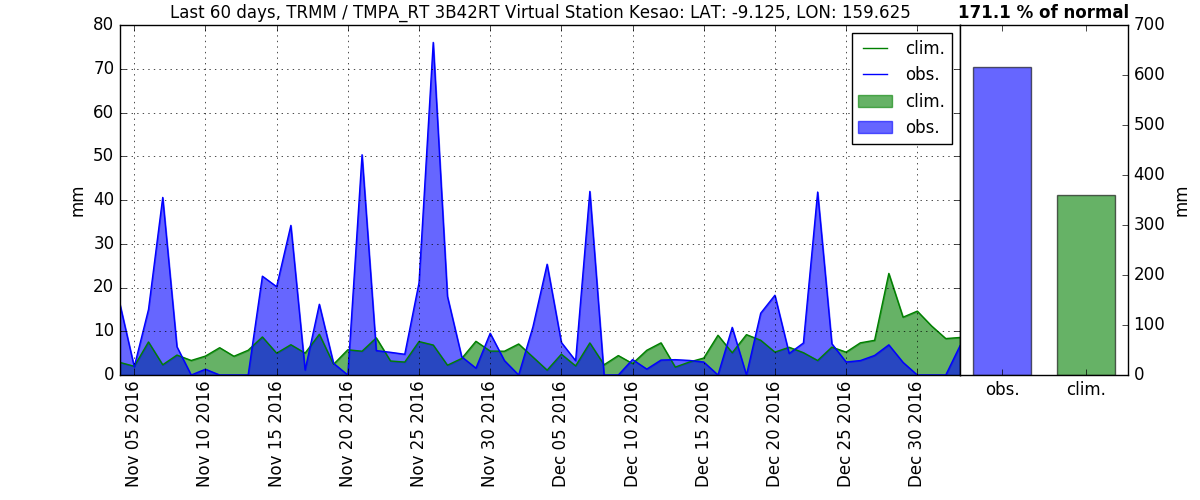 Last 60 days, TRMM / TMPA_RT 3B42RT Virtual Station Kesao: LAT: -9.125, LON: 159.625
171.1 % of normal
80
70
60
50
40
30
20
10
0
mm
clim.
obs.
clim.
obs.
700
600
500
400
300
200
100
0
mm
obs.
clim.
Nov 05 2016
Nov 10 2016
Nov 15 2016
Nov 20 2016
Nov 25 2016
Nov 30 2016
Dec 05 2016
Dec 10 2016
Dec 15 2016
Dec 20 2016
Dec 25 2016
Dec 30 2016